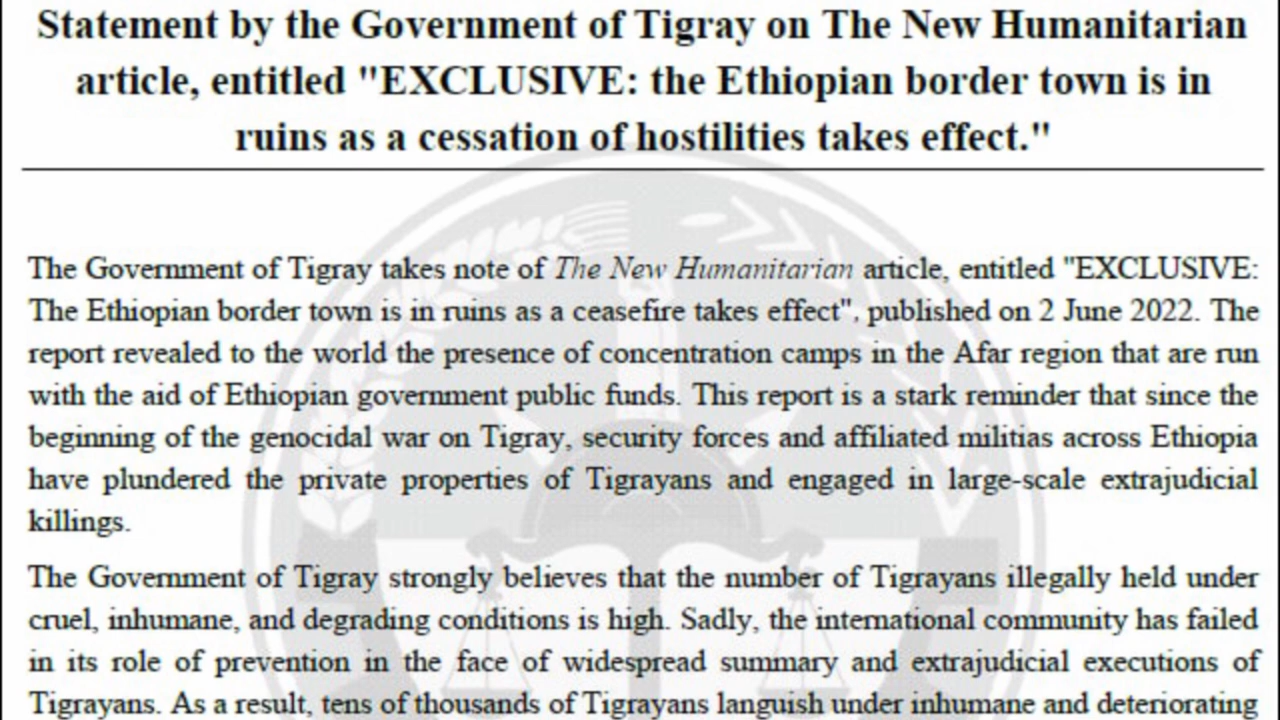 Statement by the Government of Tigray on The New Humanitarian
article, entitled "EXCLUSIVE: the Ethiopian border town is in
ruins as a cessation of hostilities takes effect."
The Government of Tigray takes note of The New Humanitarian article, entitled "EXCLUSIVE:
The Ethiopian border town is in ruins as a ceasefire takes effect", published on 2 June 2022. The
report revealed to the world the presence of concentration camps in the Afar region that are run
with the aid of Ethiopian government public funds. This report is a stark reminder that since the
beginning of the genocidal war on Tigray, security forces and affiliated militias across Ethiopia
have plundered the private properties of Tigrayans and engaged in large-scale extrajudicial
killings.
The Government of Tigray strongly believes that the number of Tigrayans illegally held under
cruel, inhumane, and degrading conditions is high. Sadly, the international community has failed
in its role of prevention in the face of widespread summary and extrajudicial executions of
Tigrayans. As a result, tens of thousands of Tigrayans languish under inhumane and deteriorating